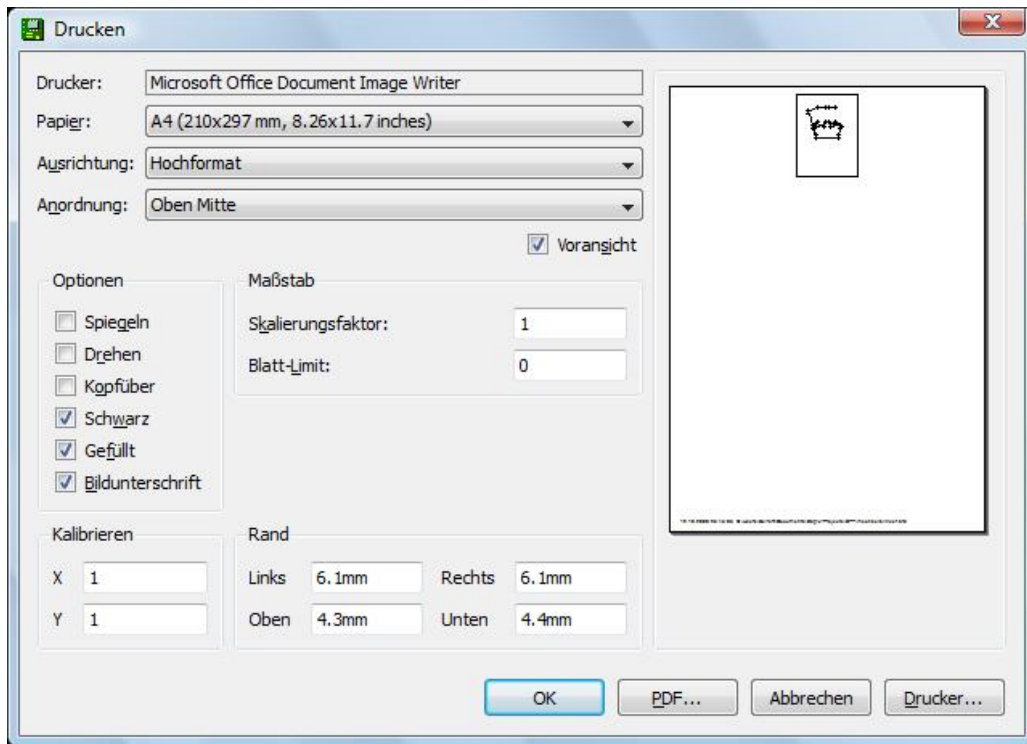 Drucken
Drucker: Microsoft Office Document Image Writer
Papier: A4 (210x297 mm, 8.26x11.7 inches)
Ausrichtung: Hochformat
Anordnung: Oben Mitte
Voransicht
Optionen
Spiegeln
Drehen
Kopfüber
Schwarz
Gefüllt
Bildunterschrift
Maßstab
Skalierungsfaktor: 1
Blatt-Limit: 0
Kalibrieren
X 1
Y 1
Rand
Links 6.1mm Rechts 6.1mm
Oben 4.3mm Unten 4.4mm
OK PDF... Abbrechen Drucker...